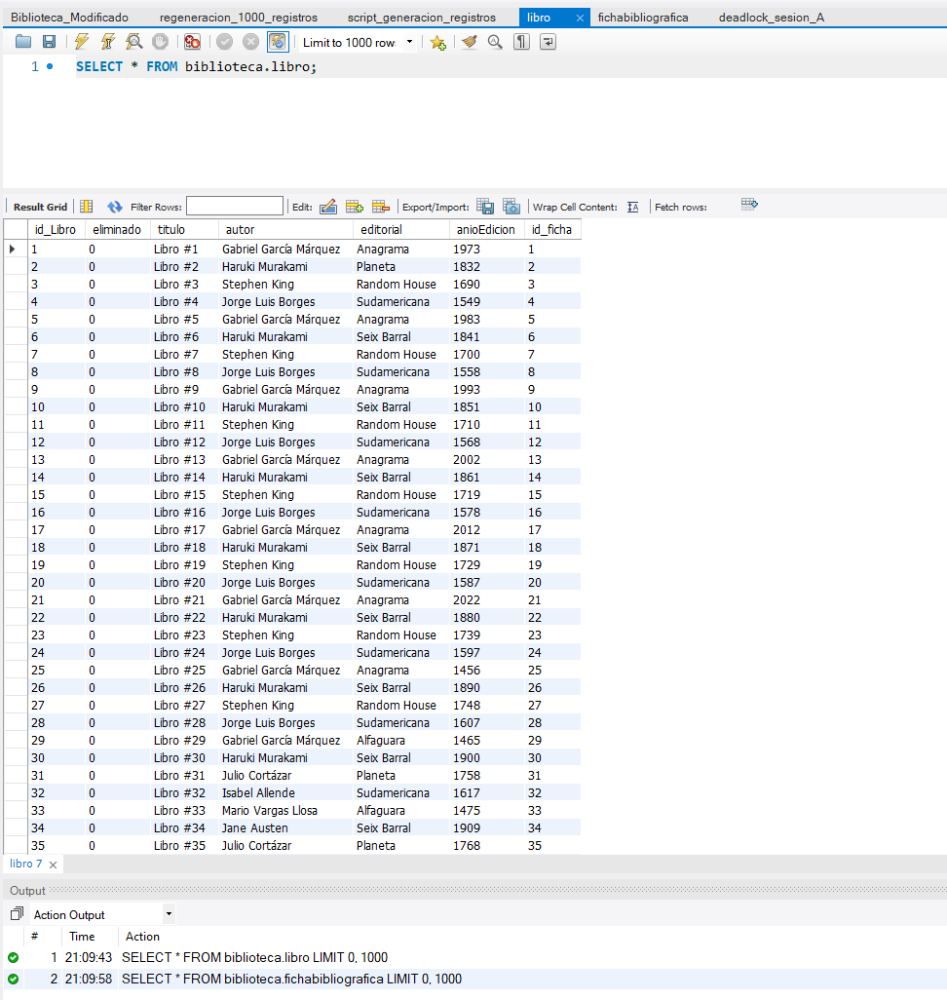 Biblioteca_Modificado regeneracion_1000_registros script_generacion_registros libro fichabibliografica deadlock_sesion_A
Limit to 1000 rows
1 SELECT * FROM biblioteca.libro;
Result Grid Filter Rows: Edit: Export/Import: Wrap Cell Content: Fetch rows:
id_Libro eliminado titulo autor editorial anioEdicion id_ficha
1 0 Libro #1 Gabriel García Márquez Anagrama 1973 1
2 0 Libro #2 Haruki Murakami Planeta 1832 2
3 0 Libro #3 Stephen King Random House 1690 3
4 0 Libro #4 Jorge Luis Borges Sudamericana 1549 4
5 0 Libro #5 Gabriel García Márquez Anagrama 1983 5
6 0 Libro #6 Haruki Murakami Seix Barral 1841 6
7 0 Libro #7 Stephen King Random House 1700 7
8 0 Libro #8 Jorge Luis Borges Sudamericana 1558 8
9 0 Libro #9 Gabriel García Márquez Anagrama 1993 9
10 0 Libro #10 Haruki Murakami Seix Barral 1851 10
11 0 Libro #11 Stephen King Random House 1710 11
12 0 Libro #12 Jorge Luis Borges Sudamericana 1568 12
13 0 Libro #13 Gabriel García Márquez Anagrama 2002 13
14 0 Libro #14 Haruki Murakami Seix Barral 1861 14
15 0 Libro #15 Stephen King Random House 1719 15
16 0 Libro #16 Jorge Luis Borges Sudamericana 1578 16
17 0 Libro #17 Gabriel García Márquez Anagrama 2012 17
18 0 Libro #18 Haruki Murakami Seix Barral 1871 18
19 0 Libro #19 Stephen King Random House 1729 19
20 0 Libro #20 Jorge Luis Borges Sudamericana 1587 20
21 0 Libro #21 Gabriel García Márquez Anagrama 2022 21
22 0 Libro #22 Haruki Murakami Seix Barral 1880 22
23 0 Libro #23 Stephen King Random House 1739 23
24 0 Libro #24 Jorge Luis Borges Sudamericana 1597 24
25 0 Libro #25 Gabriel García Márquez Anagrama 1456 25
26 0 Libro #26 Haruki Murakami Seix Barral 1890 26
27 0 Libro #27 Stephen King Random House 1748 27
28 0 Libro #28 Jorge Luis Borges Sudamericana 1607 28
29 0 Libro #29 Gabriel García Márquez Alfaguara 1465 29
30 0 Libro #30 Haruki Murakami Seix Barral 1900 30
31 0 Libro #31 Julio Cortázar Planeta 1758 31
32 0 Libro #32 Isabel Allende Sudamericana 1617 32
33 0 Libro #33 Mario Vargas Llosa Alfaguara 1475 33
34 0 Libro #34 Jane Austen Seix Barral 1909 34
35 0 Libro #35 Julio Cortázar Planeta 1768 35
libro 7
Output
Action Output
# Time Action
1 21:09:43 SELECT * FROM biblioteca.libro LIMIT 0, 1000
2 21:09:58 SELECT * FROM biblioteca.fichabibliografica LIMIT 0, 1000